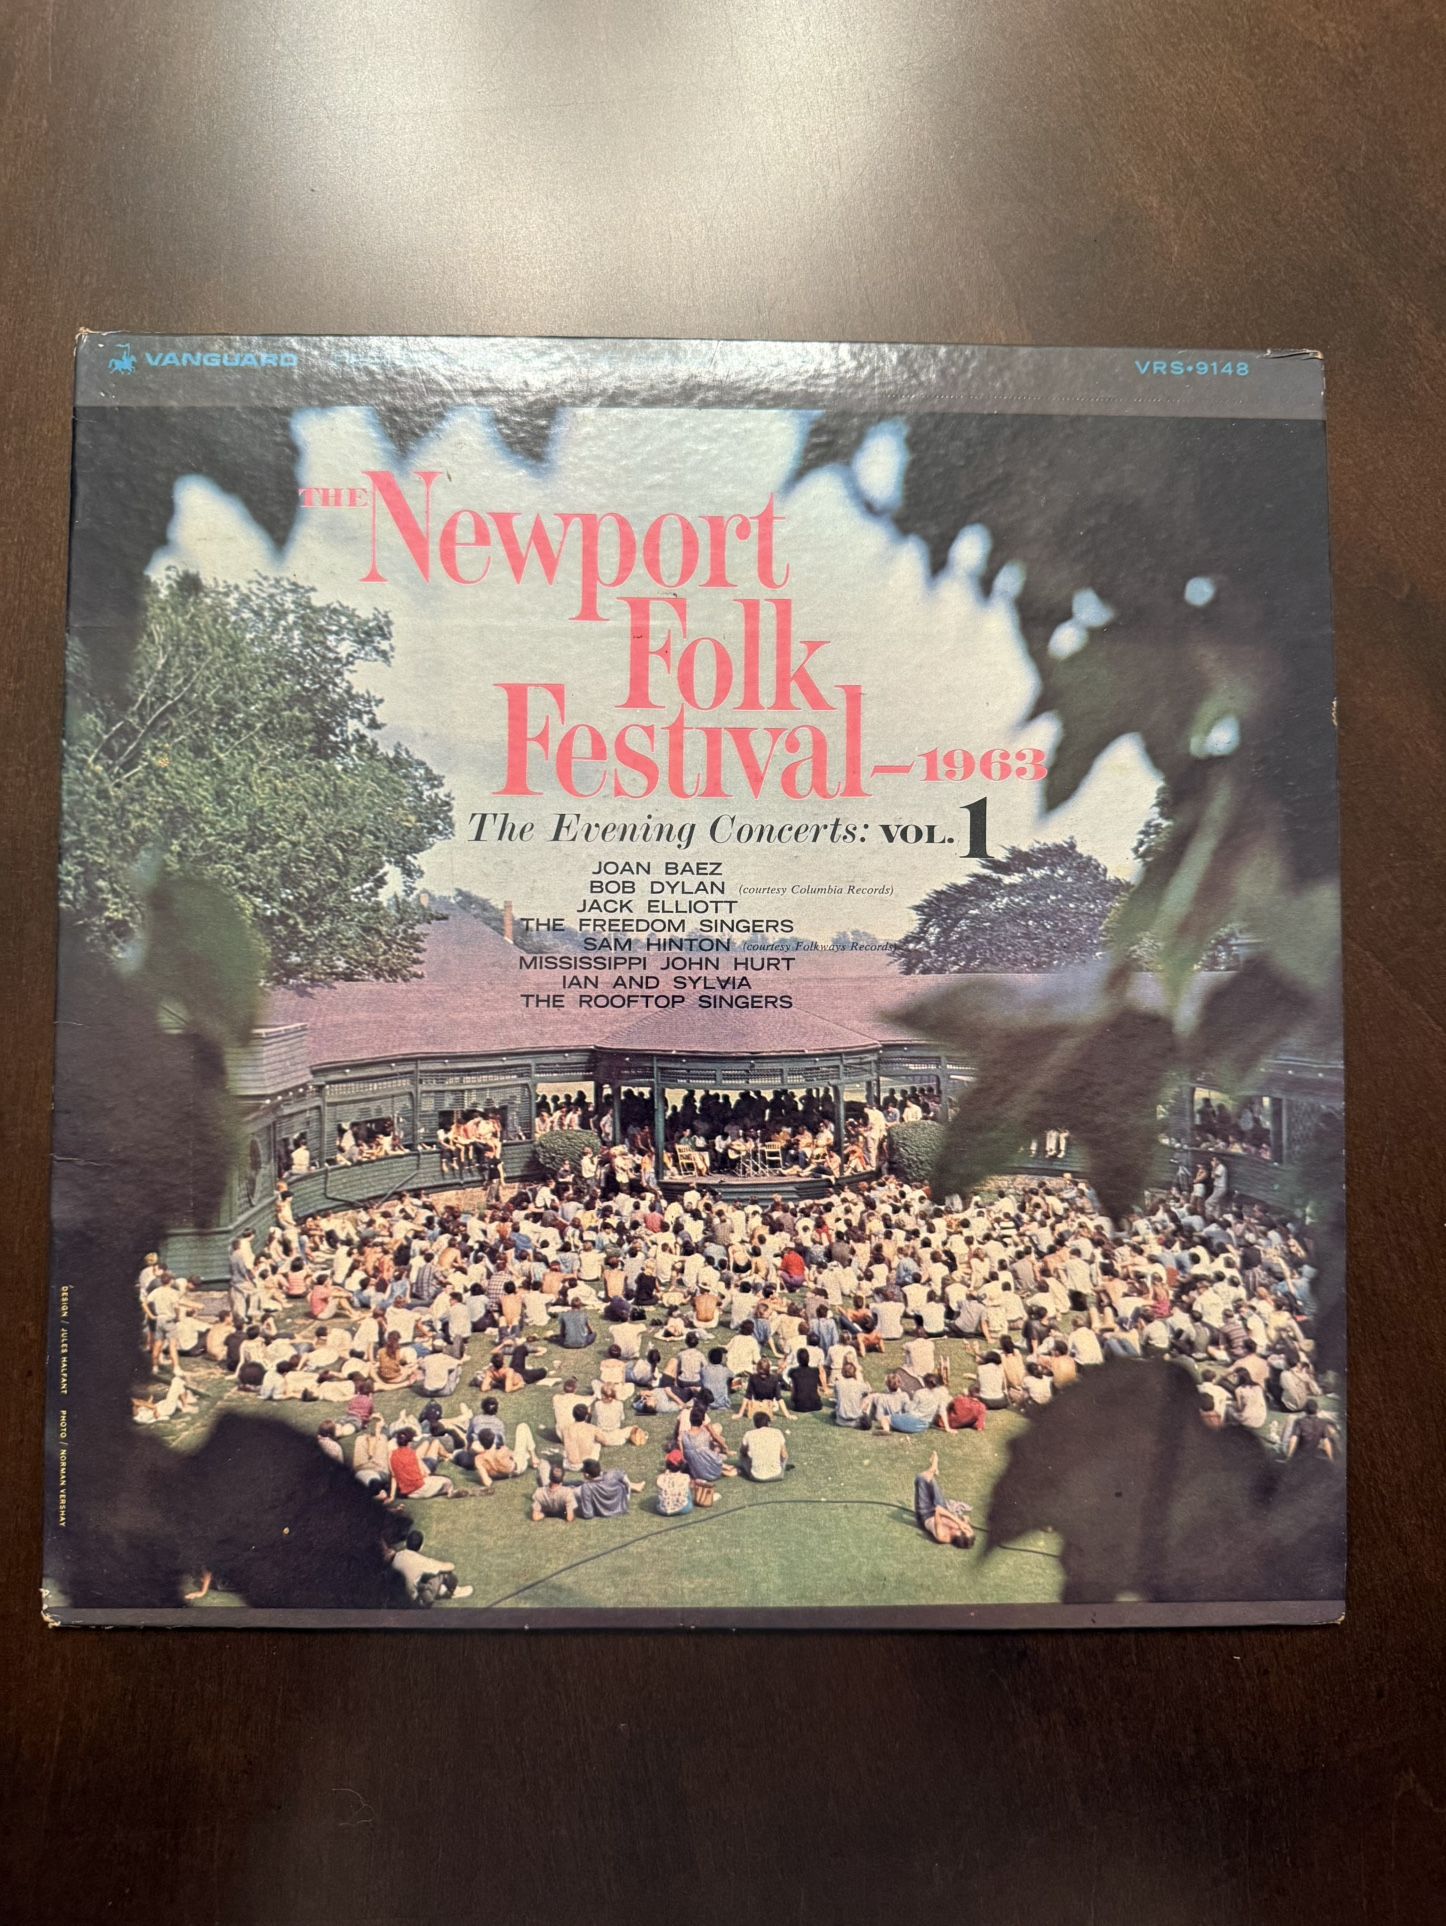 VANGUARD
VRS•9148
THE Newport
Folk
Festival–1963
The Evening Concerts: VOL. 1
JOAN BAEZ
BOB DYLAN (courtesy Columbia Records)
JACK ELLIOTT
THE FREEDOM SINGERS
SAM HINTON (courtesy Folkways Records)
MISSISSIPPI JOHN HURT
IAN AND SYLVIA
THE ROOFTOP SINGERS
DESIGN / JULES HALFANT PHOTO / NORMAN VERSHAY